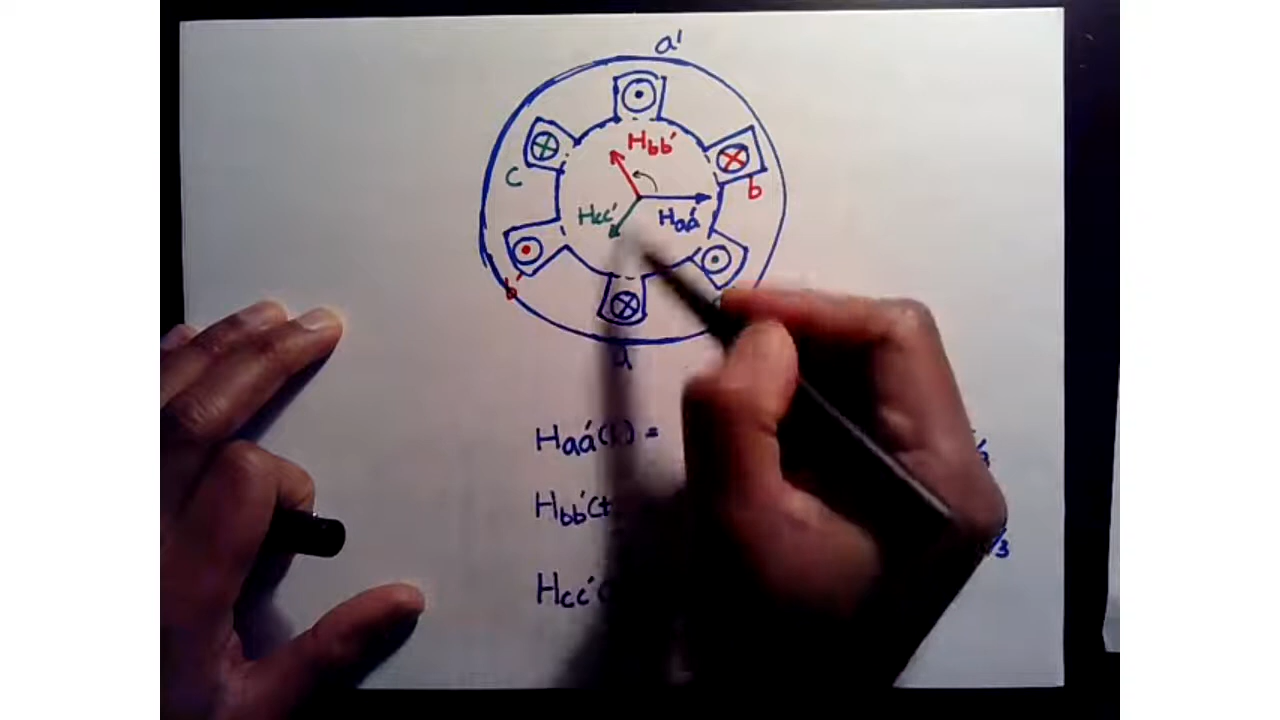 a'
Hbb'
c
b
Hcc'
Haa'
b'
a
Haa'(t) =
Hbb'(t
Hcc'(